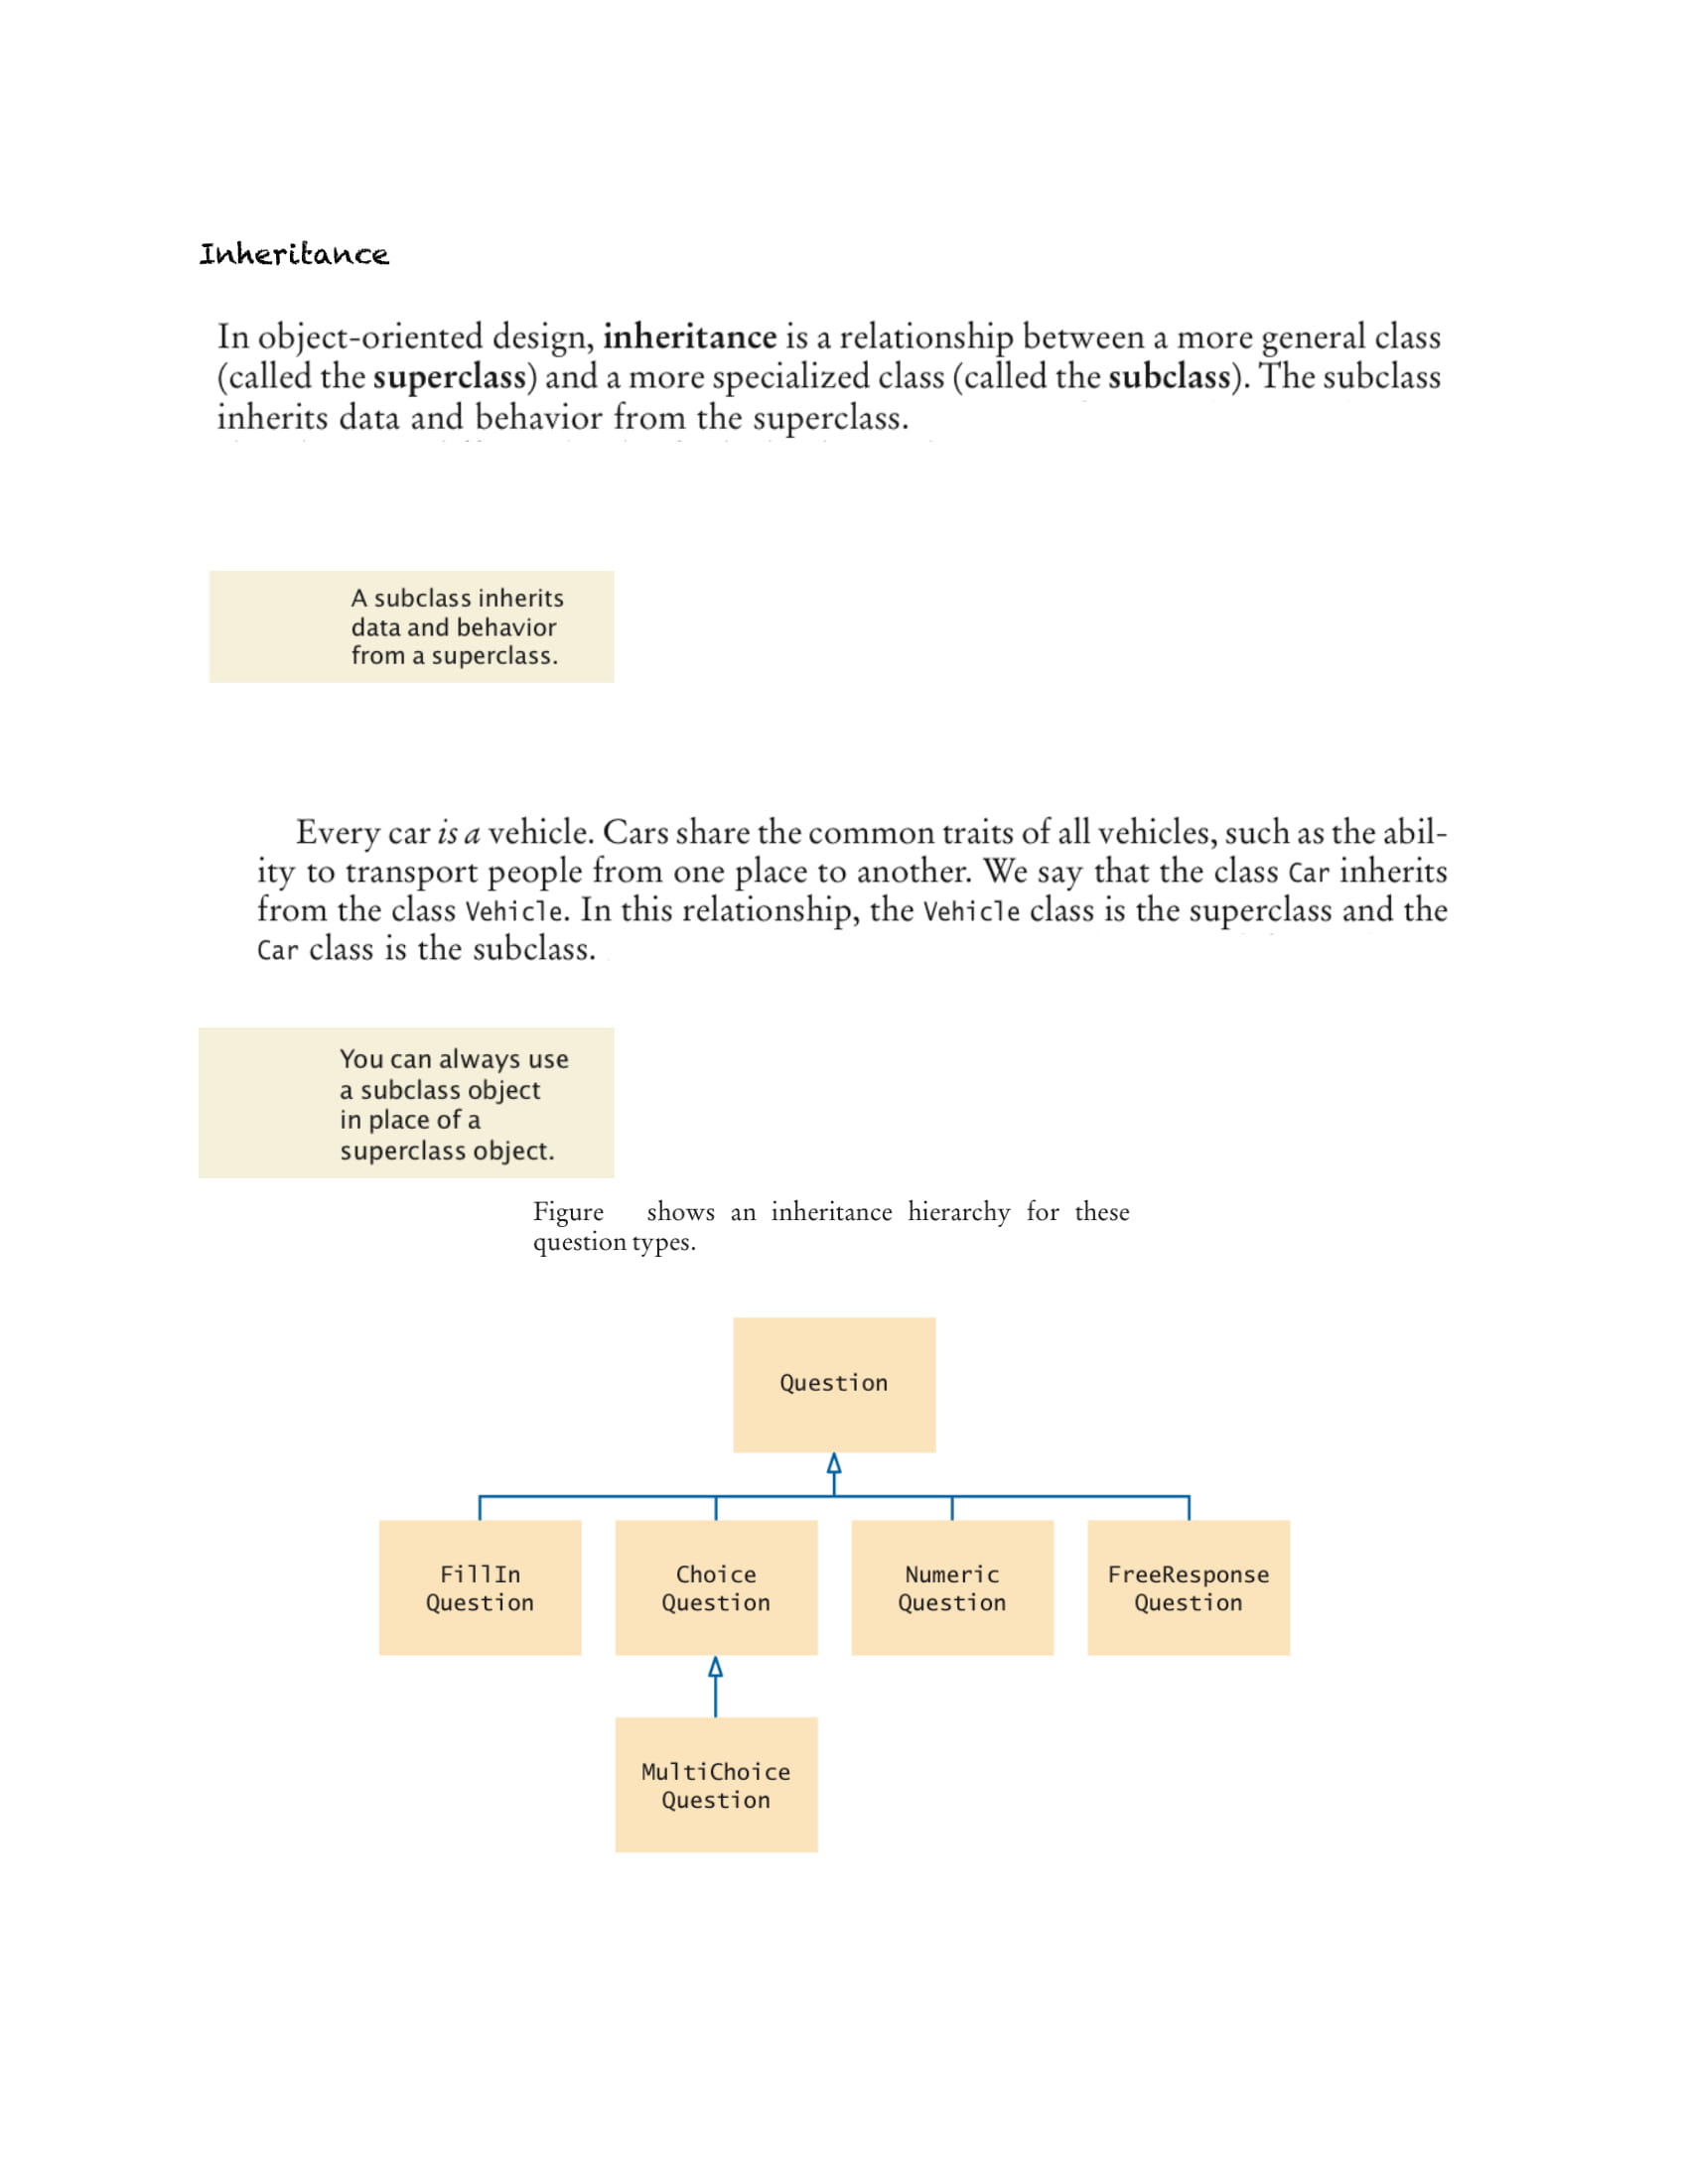 Inheritance
In object-oriented design, inheritance is a relationship between a more general class
(called the superclass) and a more specialized class (called the subclass). The subclass
inherits data and behavior from the superclass.
A subclass inherits
data and behavior
from a superclass.
Every car is a vehicle. Cars share the common traits of all vehicles, such as the abil-
ity to transport people from one place to another. We say that the class Car inherits
from the class Vehicle. In this relationship, the Vehicle class is the superclass and the
Car class is the subclass.
You can always use
a subclass object
in place of a
superclass object.
Figure shows an inheritance hierarchy for these
question types.
Question
FillIn
Question
Choice
Question
Numeric
Question
FreeResponse
Question
MultiChoice
Question